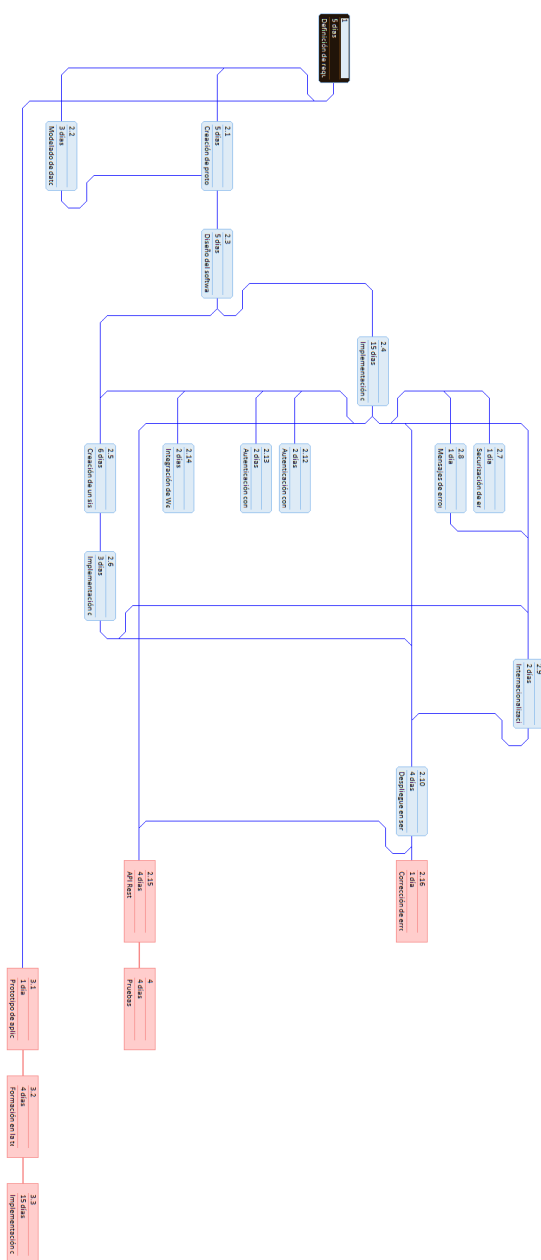 1
5 días
Definición de requ
2.1
5 días
Creación de proto
2.2
3 días
Modelado de datc
2.3
5 días
Diseño del softwa
2.4
15 días
Implementación c
2.5
6 días
Creación de un sis
2.14
2 días
Integración de We
2.13
2 días
Autenticación con
2.12
2 días
Autenticación con
2.8
1 día
Mensajes de error
2.7
1 día
Securización de er
2.6
3 días
Implementación c
2.9
2 días
Internacionalizaci
2.10
4 días
Despliegue en ser
2.15
4 días
API Rest
2.16
1 día
Corrección de errc
3.1
1 día
Prototipo de aplic
4
4 días
Pruebas
3.2
4 días
Formación en la te
3.3
15 días
Implementación c